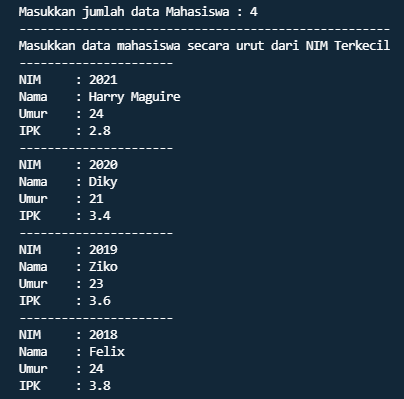 Masukkan jumlah data Mahasiswa : 4
-----------------------------------------------------
Masukkan data mahasiswa secara urut dari NIM Terkecil
----------------------
NIM     : 2021
Nama    : Harry Maguire
Umur    : 24
IPK     : 2.8
----------------------
NIM     : 2020
Nama    : Diky
Umur    : 21
IPK     : 3.4
----------------------
NIM     : 2019
Nama    : Ziko
Umur    : 23
IPK     : 3.6
----------------------
NIM     : 2018
Nama    : Felix
Umur    : 24
IPK     : 3.8